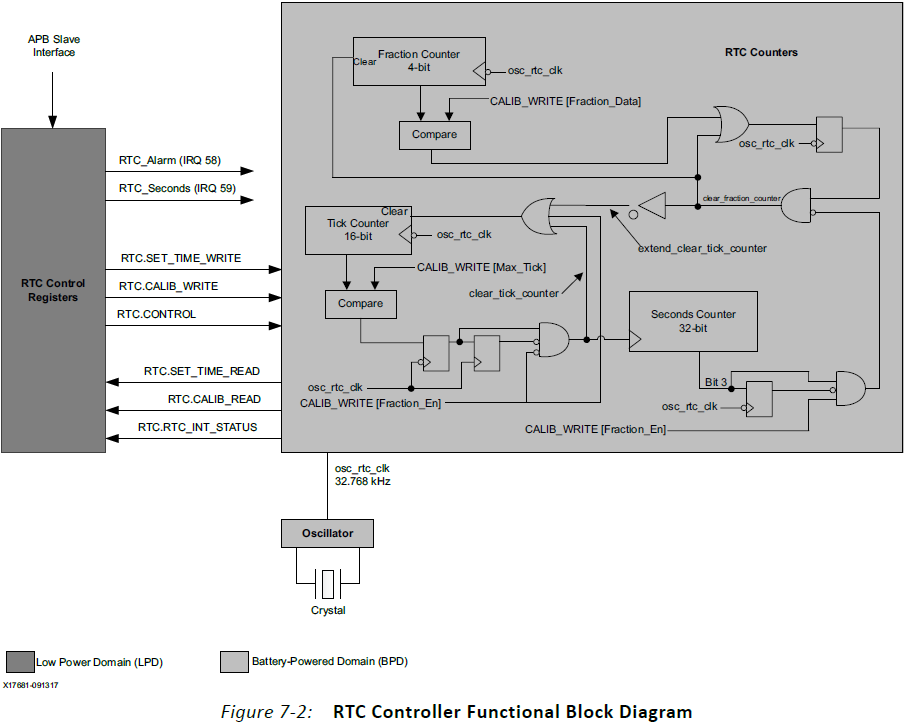 APB Slave
Interface
RTC Counters
Clear
Fraction Counter
4-bit
osc_rtc_clk
CALIB_WRITE [Fraction_Data]
Compare
osc_rtc_clk
RTC_Alarm (IRQ 58)
RTC_Seconds (IRQ 59)
clear_fraction_counter
Clear
Tick Counter
16-bit
osc_rtc_clk
extend_clear_tick_counter
RTC.SET_TIME_WRITE
CALIB_WRITE [Max_Tick]
RTC Control
Registers
RTC.CALIB_WRITE
clear_tick_counter
Compare
RTC.CONTROL
Seconds Counter
32-bit
RTC.SET_TIME_READ
osc_rtc_clk
Bit 3
RTC.CALIB_READ
CALIB_WRITE [Fraction_En]
osc_rtc_clk
RTC.RTC_INT_STATUS
CALIB_WRITE [Fraction_En]
osc_rtc_clk
32.768 kHz
Oscillator
Crystal
Low Power Domain (LPD)
Battery-Powered Domain (BPD)
X17681-091317
Figure 7-2: RTC Controller Functional Block Diagram